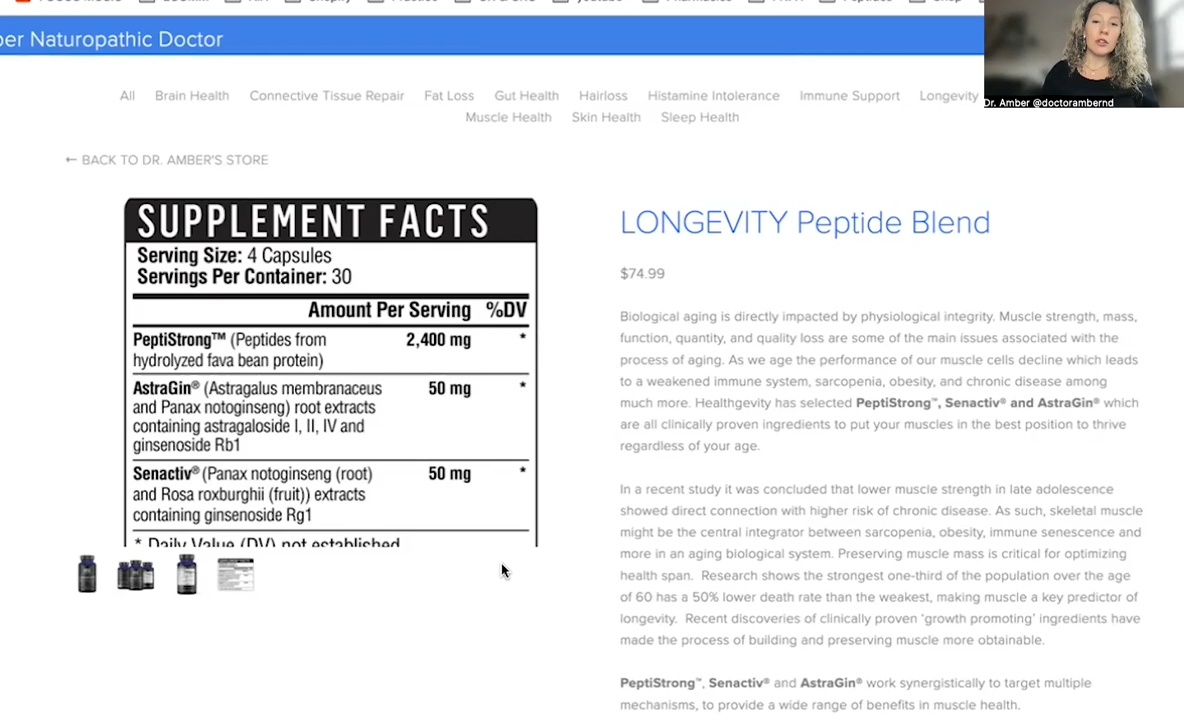 per Naturopathic Doctor
Dr. Amber @doctorambernd
All Brain Health Connective Tissue Repair Fat Loss Gut Health Hairloss Histamine Intolerance Immune Support Longevity
Muscle Health Skin Health Sleep Health
← BACK TO DR. AMBER'S STORE
SUPPLEMENT FACTS
Serving Size: 4 Capsules
Servings Per Container: 30
Amount Per Serving %DV
PeptiStrong™ (Peptides from 2,400 mg *
hydrolyzed fava bean protein)
AstraGin® (Astragalus membranaceus 50 mg *
and Panax notoginseng) root extracts
containing astragaloside I, II, IV and
ginsenoside Rb1
Senactiv® (Panax notoginseng (root) 50 mg *
and Rosa roxburghii (fruit)) extracts
containing ginsenoside Rg1
* Daily Value (DV) not established
LONGEVITY Peptide Blend
$74.99
Biological aging is directly impacted by physiological integrity. Muscle strength, mass,
function, quantity, and quality loss are some of the main issues associated with the
process of aging. As we age the performance of our muscle cells decline which leads
to a weakened immune system, sarcopenia, obesity, and chronic disease among
much more. Healthgevity has selected PeptiStrong™, Senactiv® and AstraGin® which
are all clinically proven ingredients to put your muscles in the best position to thrive
regardless of your age.
In a recent study it was concluded that lower muscle strength in late adolescence
showed direct connection with higher risk of chronic disease. As such, skeletal muscle
might be the central integrator between sarcopenia, obesity, immune senescence and
more in an aging biological system. Preserving muscle mass is critical for optimizing
health span. Research shows the strongest one-third of the population over the age
of 60 has a 50% lower death rate than the weakest, making muscle a key predictor of
longevity. Recent discoveries of clinically proven 'growth promoting' ingredients have
made the process of building and preserving muscle more obtainable.
PeptiStrong™, Senactiv® and AstraGin® work synergistically to target multiple
mechanisms, to provide a wide range of benefits in muscle health.